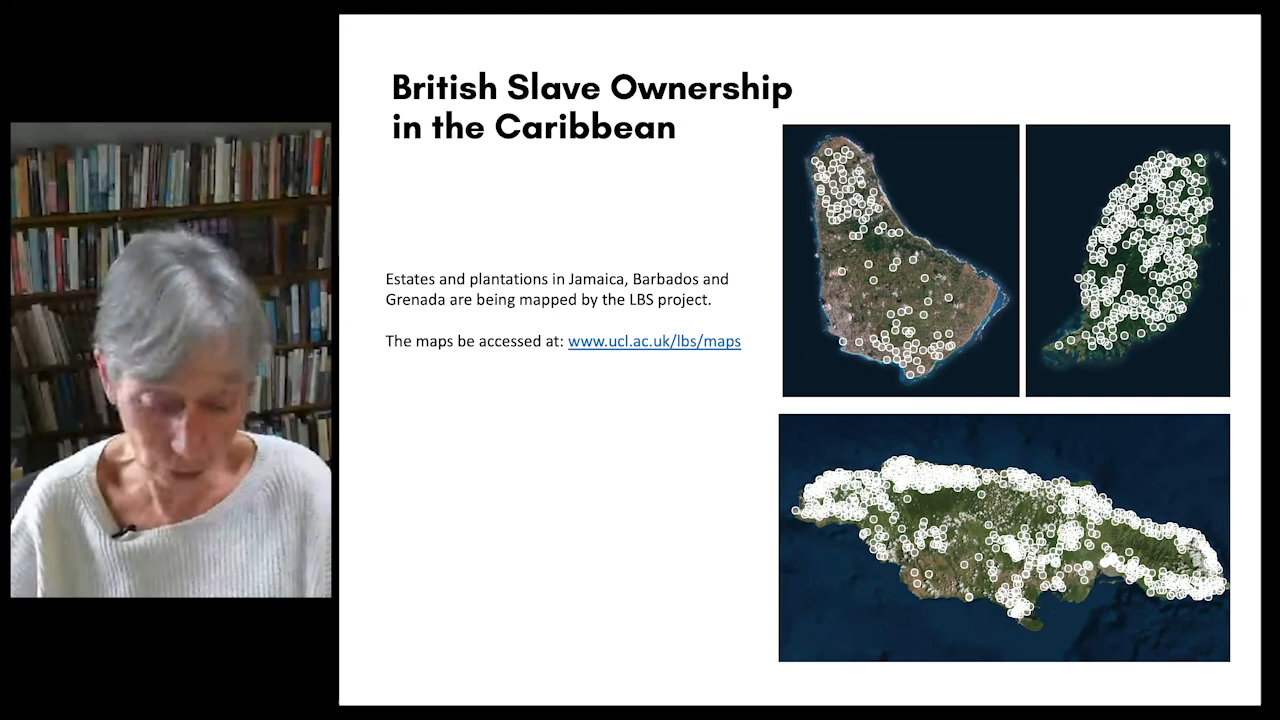 British Slave Ownership
in the Caribbean
Estates and plantations in Jamaica, Barbados and
Grenada are being mapped by the LBS project.
The maps be accessed at: www.ucl.ac.uk/lbs/maps